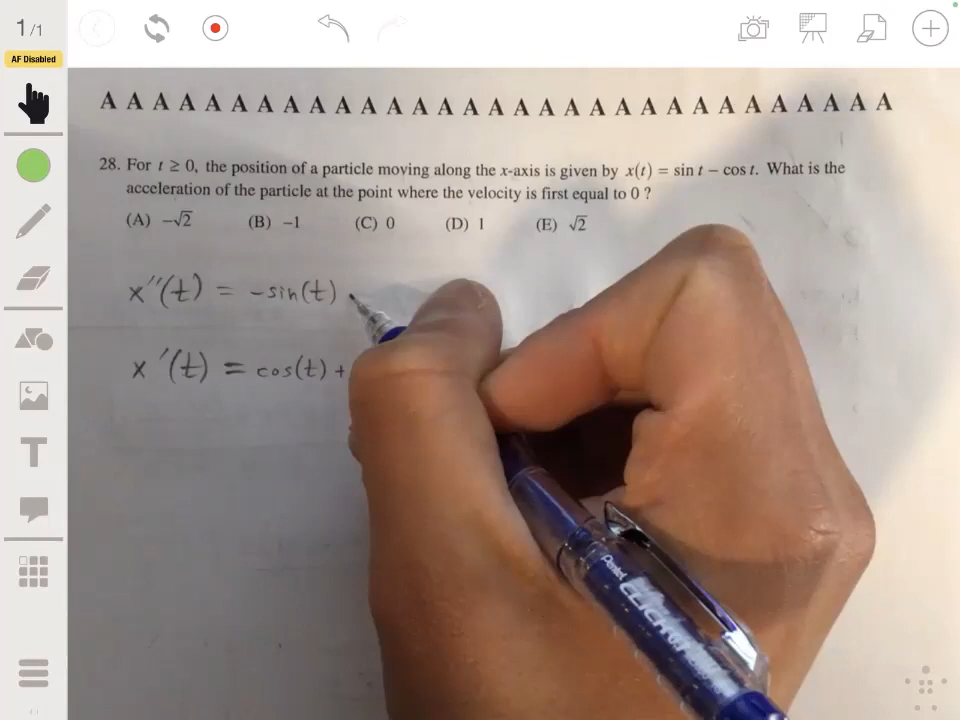 1/1
AF Disabled
A A A A A A A A A A A A A A A A A A A A A A A A A A A A A A A
28. For t ≥ 0, the position of a particle moving along the x-axis is given by x(t) = sin t − cos t. What is the
acceleration of the particle at the point where the velocity is first equal to 0 ?
(A) −√2 (B) −1 (C) 0 (D) 1 (E) √2
x''(t) = -sin(t)
x'(t) = cos(t) +
T
Pentel